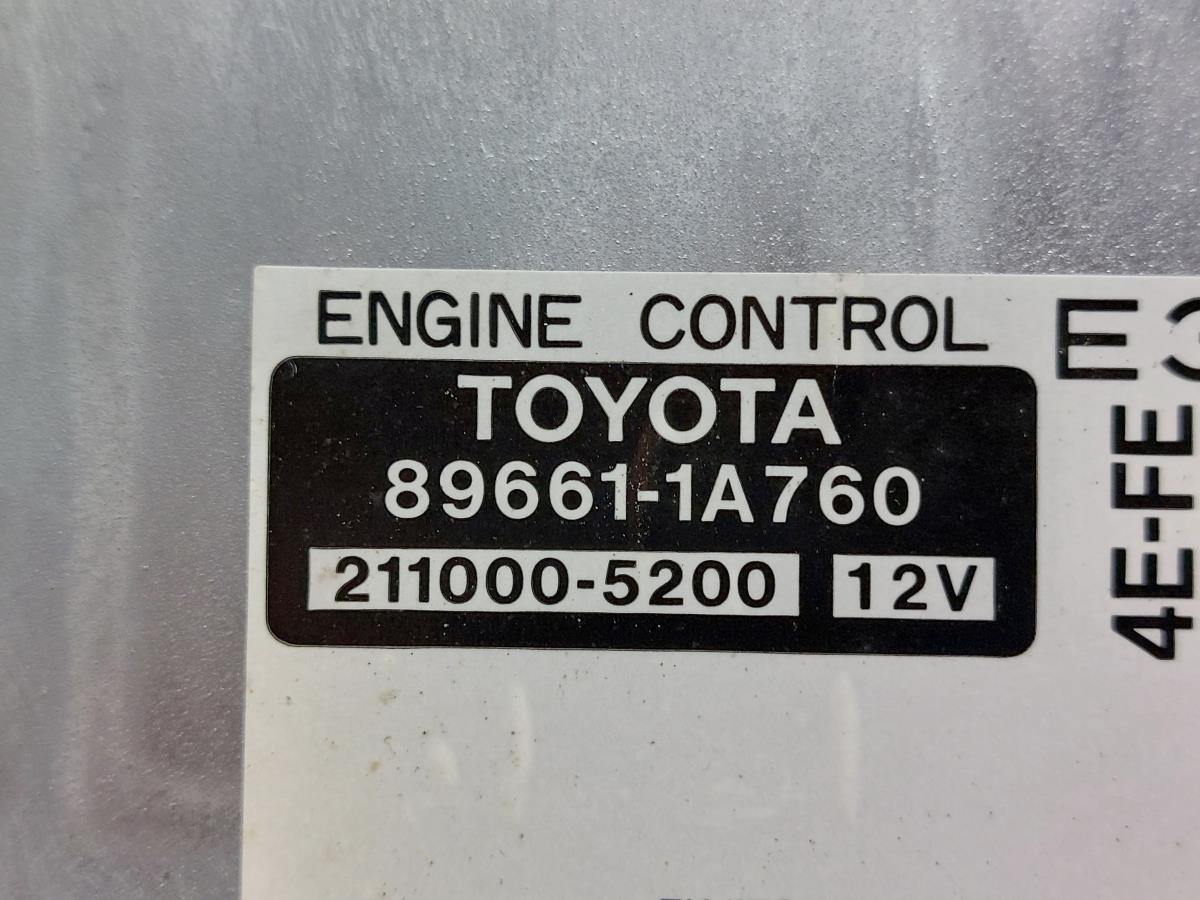 ENGINE CONTROL
TOYOTA
89661-1A760
211000-5200
12V
4E-FE